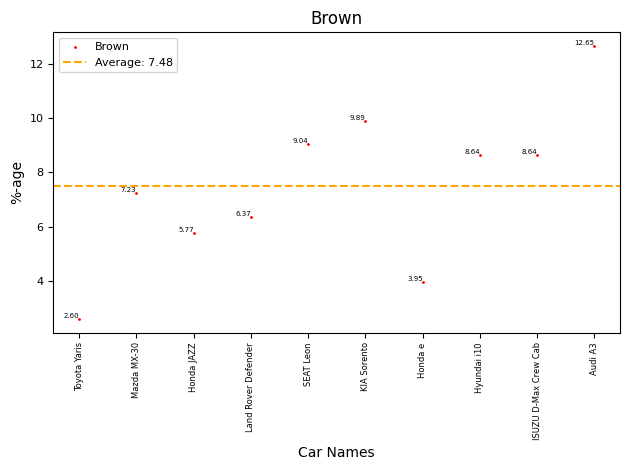 Brown
Brown
Average: 7.48
12.65
12
10
9.89
9.04
8.64
8.64
8
7.23
6.37
6
5.77
4
3.95
2.60
%-age
Toyota Yaris
Mazda MX-30
Honda JAZZ
Land Rover Defender
SEAT Leon
KIA Sorento
Honda e
Hyundai i10
ISUZU D-Max Crew Cab
Audi A3
Car Names